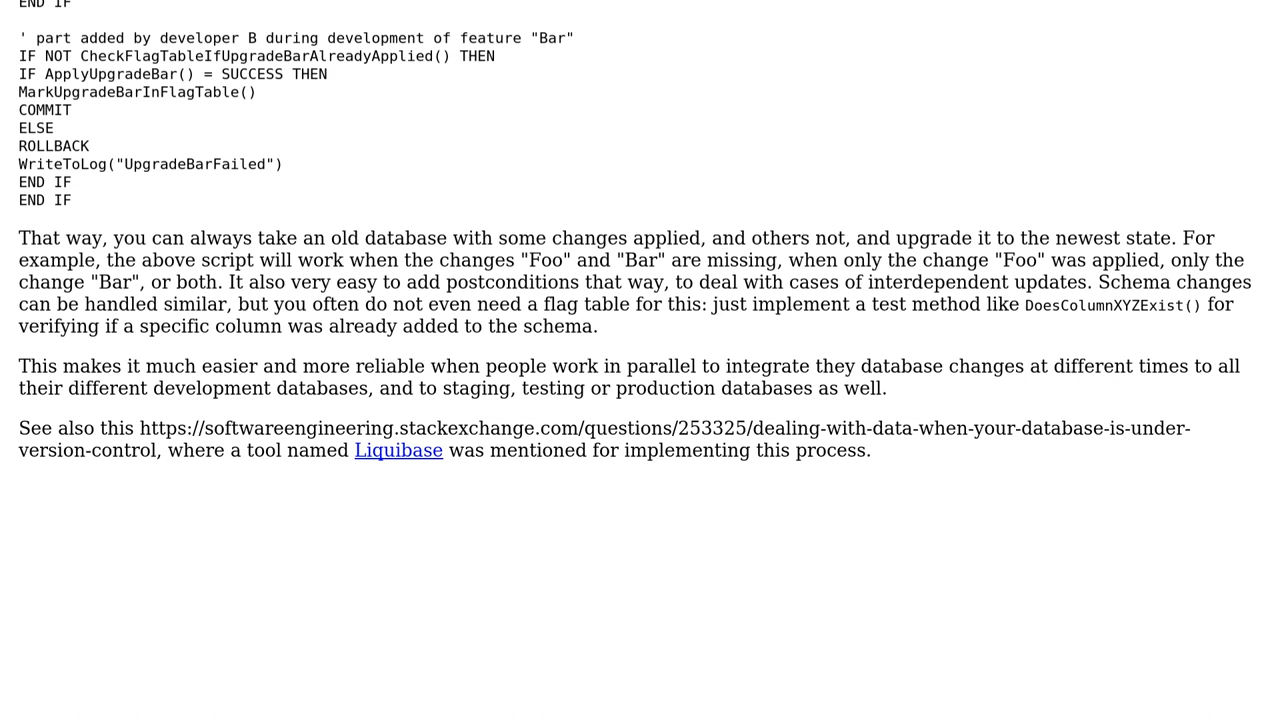 END IF
' part added by developer B during development of feature "Bar"
IF NOT CheckFlagTableIfUpgradeBarAlreadyApplied() THEN
IF ApplyUpgradeBar() = SUCCESS THEN
MarkUpgradeBarInFlagTable()
COMMIT
ELSE
ROLLBACK
WriteToLog("UpgradeBarFailed")
END IF
END IF
That way, you can always take an old database with some changes applied, and others not, and upgrade it to the newest state. For
example, the above script will work when the changes "Foo" and "Bar" are missing, when only the change "Foo" was applied, only the
change "Bar", or both. It also very easy to add postconditions that way, to deal with cases of interdependent updates. Schema changes
can be handled similar, but you often do not even need a flag table for this: just implement a test method like DoesColumnXYZExist() for
verifying if a specific column was already added to the schema.
This makes it much easier and more reliable when people work in parallel to integrate they database changes at different times to all
their different development databases, and to staging, testing or production databases as well.
See also this https://softwareengineering.stackexchange.com/questions/253325/dealing-with-data-when-your-database-is-under-
version-control, where a tool named Liquibase was mentioned for implementing this process.